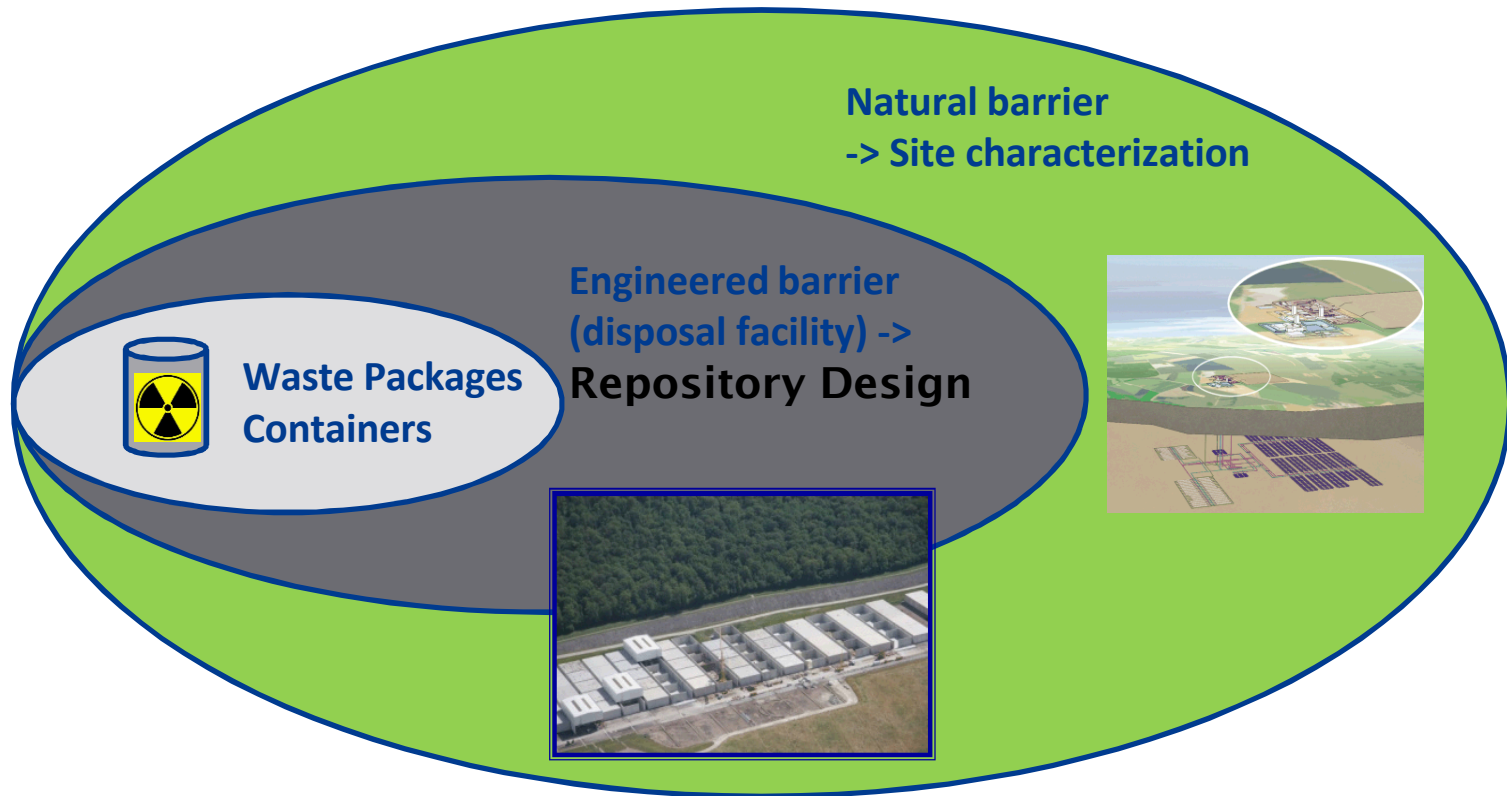 Natural barrier
-> Site characterization
Engineered barrier
(disposal facility) ->
Repository Design
Waste Packages
Containers